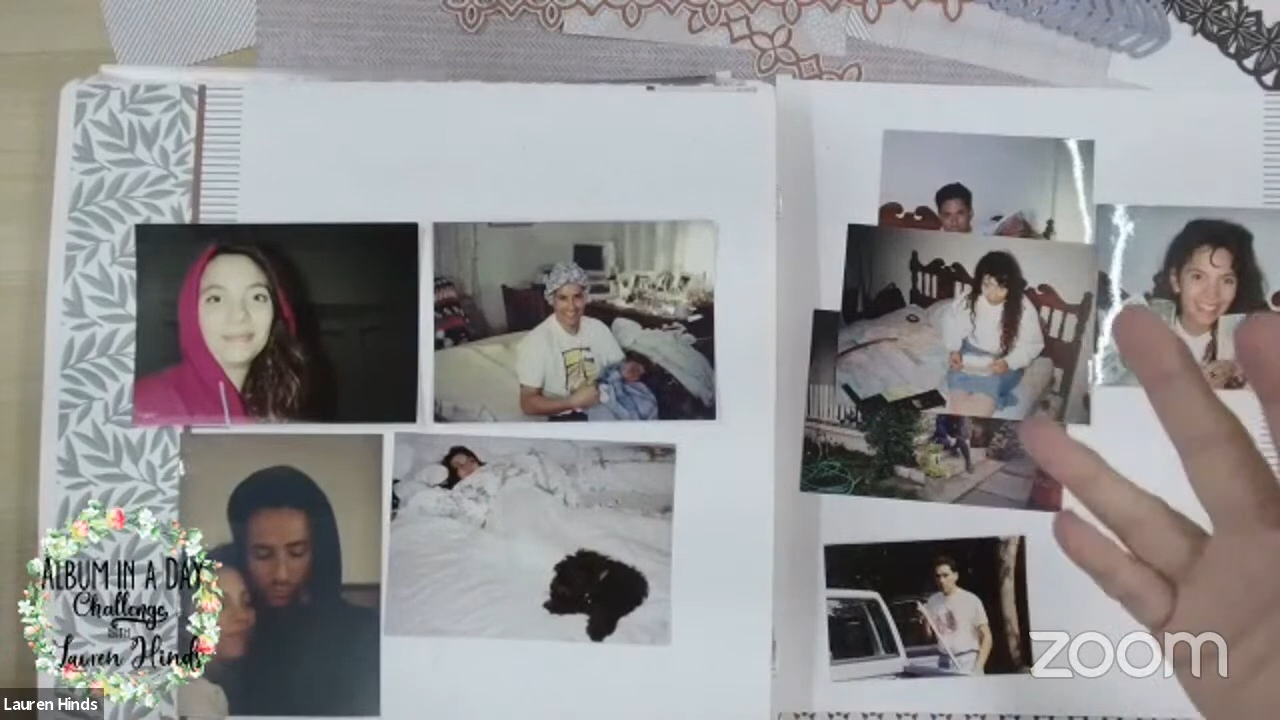 ALBUM IN A DAY
Challenge
WITH
Lauren Hinds
Lauren Hinds
zoom